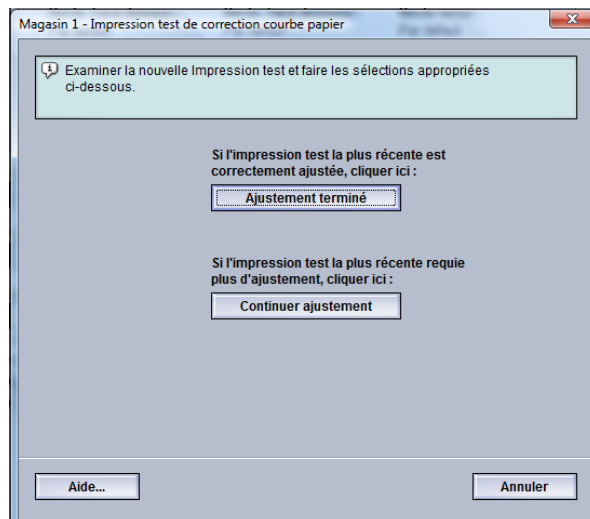 Magasin 1 - Impression test de correction courbe papier
Examiner la nouvelle Impression test et faire les sélections appropriées
ci-dessous.
Si l'impression test la plus récente est
correctement ajustée, cliquer ici :
Ajustement terminé
Si l'impression test la plus récente requie
plus d'ajustement, cliquer ici :
Continuer ajustement
Aide...
Annuler